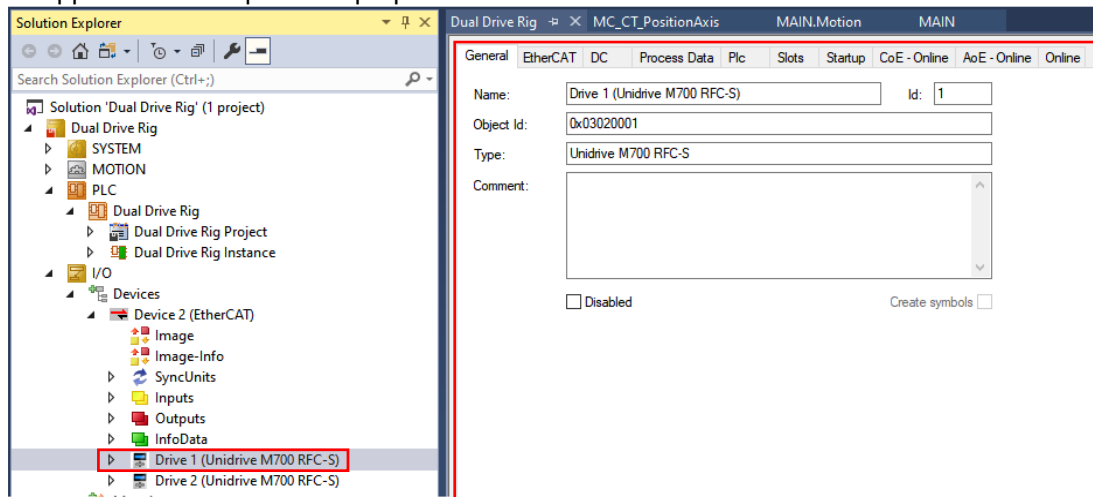 Solution Explorer
Search Solution Explorer (Ctrl+;)
Solution 'Dual Drive Rig' (1 project)
Dual Drive Rig
SYSTEM
MOTION
PLC
Dual Drive Rig
Dual Drive Rig Project
Dual Drive Rig Instance
I/O
Devices
Device 2 (EtherCAT)
Image
Image-Info
SyncUnits
Inputs
Outputs
InfoData
Drive 1 (Unidrive M700 RFC-S)
Drive 2 (Unidrive M700 RFC-S)
Dual Drive Rig MC_CT_PositionAxis MAIN.Motion MAIN
General EtherCAT DC Process Data Plc Slots Startup CoE - Online AoE - Online Online
Name: Drive 1 (Unidrive M700 RFC-S) Id: 1
Object Id: 0x03020001
Type: Unidrive M700 RFC-S
Comment:
Disabled Create symbols